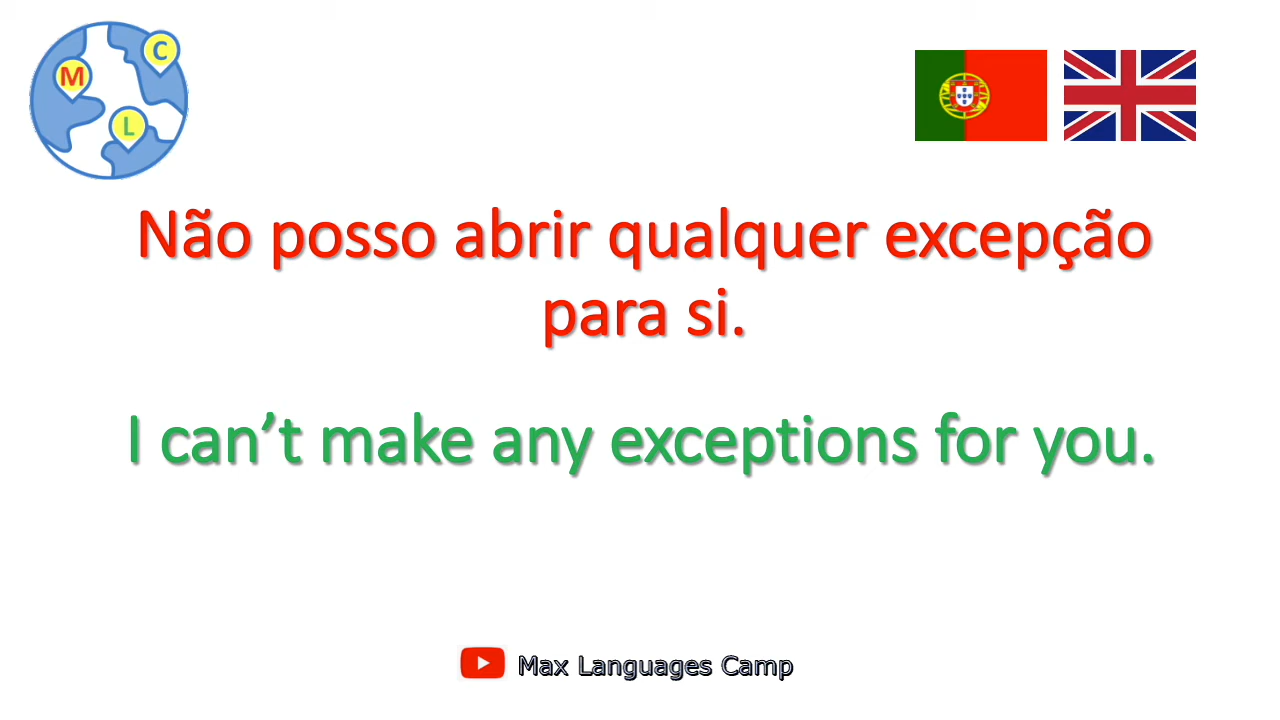 M
C
L
Não posso abrir qualquer excepção
para si.
I can’t make any exceptions for you.
Max Languages Camp